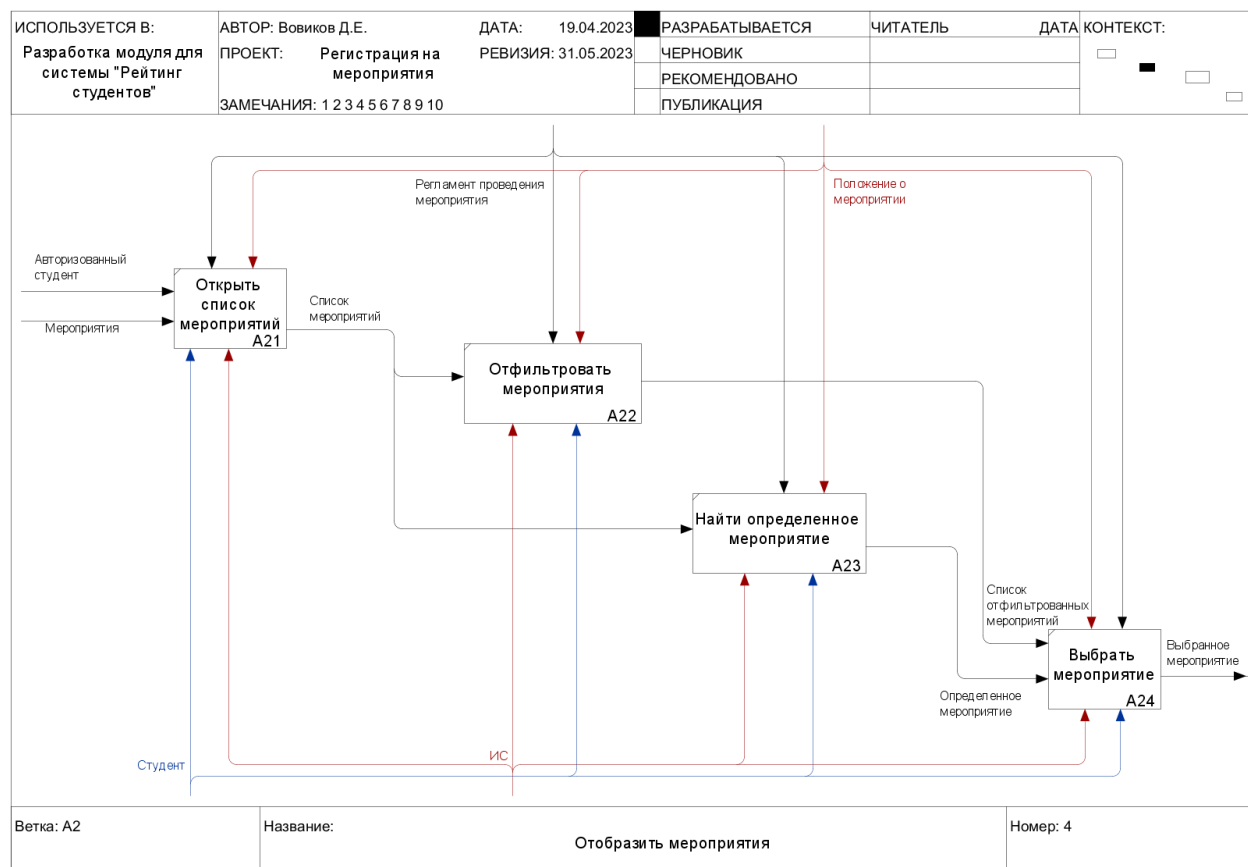 ИСПОЛЬЗУЕТСЯ В:
Разработка модуля для
системы "Рейтинг
студентов"
АВТОР: Вовиков Д.Е.
ДАТА: 19.04.2023
ПРОЕКТ: Регистрация на
мероприятия
РЕВИЗИЯ: 31.05.2023
ЗАМЕЧАНИЯ: 1 2 3 4 5 6 7 8 9 10
РАЗРАБАТЫВАЕТСЯ
ЧЕРНОВИК
РЕКОМЕНДОВАНО
ПУБЛИКАЦИЯ
ЧИТАТЕЛЬ
ДАТА
КОНТЕКСТ:
Регламент проведения
мероприятия
Положение о
мероприятии
Авторизованный
студент
Мероприятия
Открыть
список
мероприятий
A21
Список
мероприятий
Отфильтровать
мероприятия
A22
Найти определенное
мероприятие
A23
Список
отфильтрованных
мероприятий
Определенное
мероприятие
Выбрать
мероприятие
A24
Выбранное
мероприятие
Студент
ИС
Ветка: A2
Название:
Отобразить мероприятия
Номер: 4